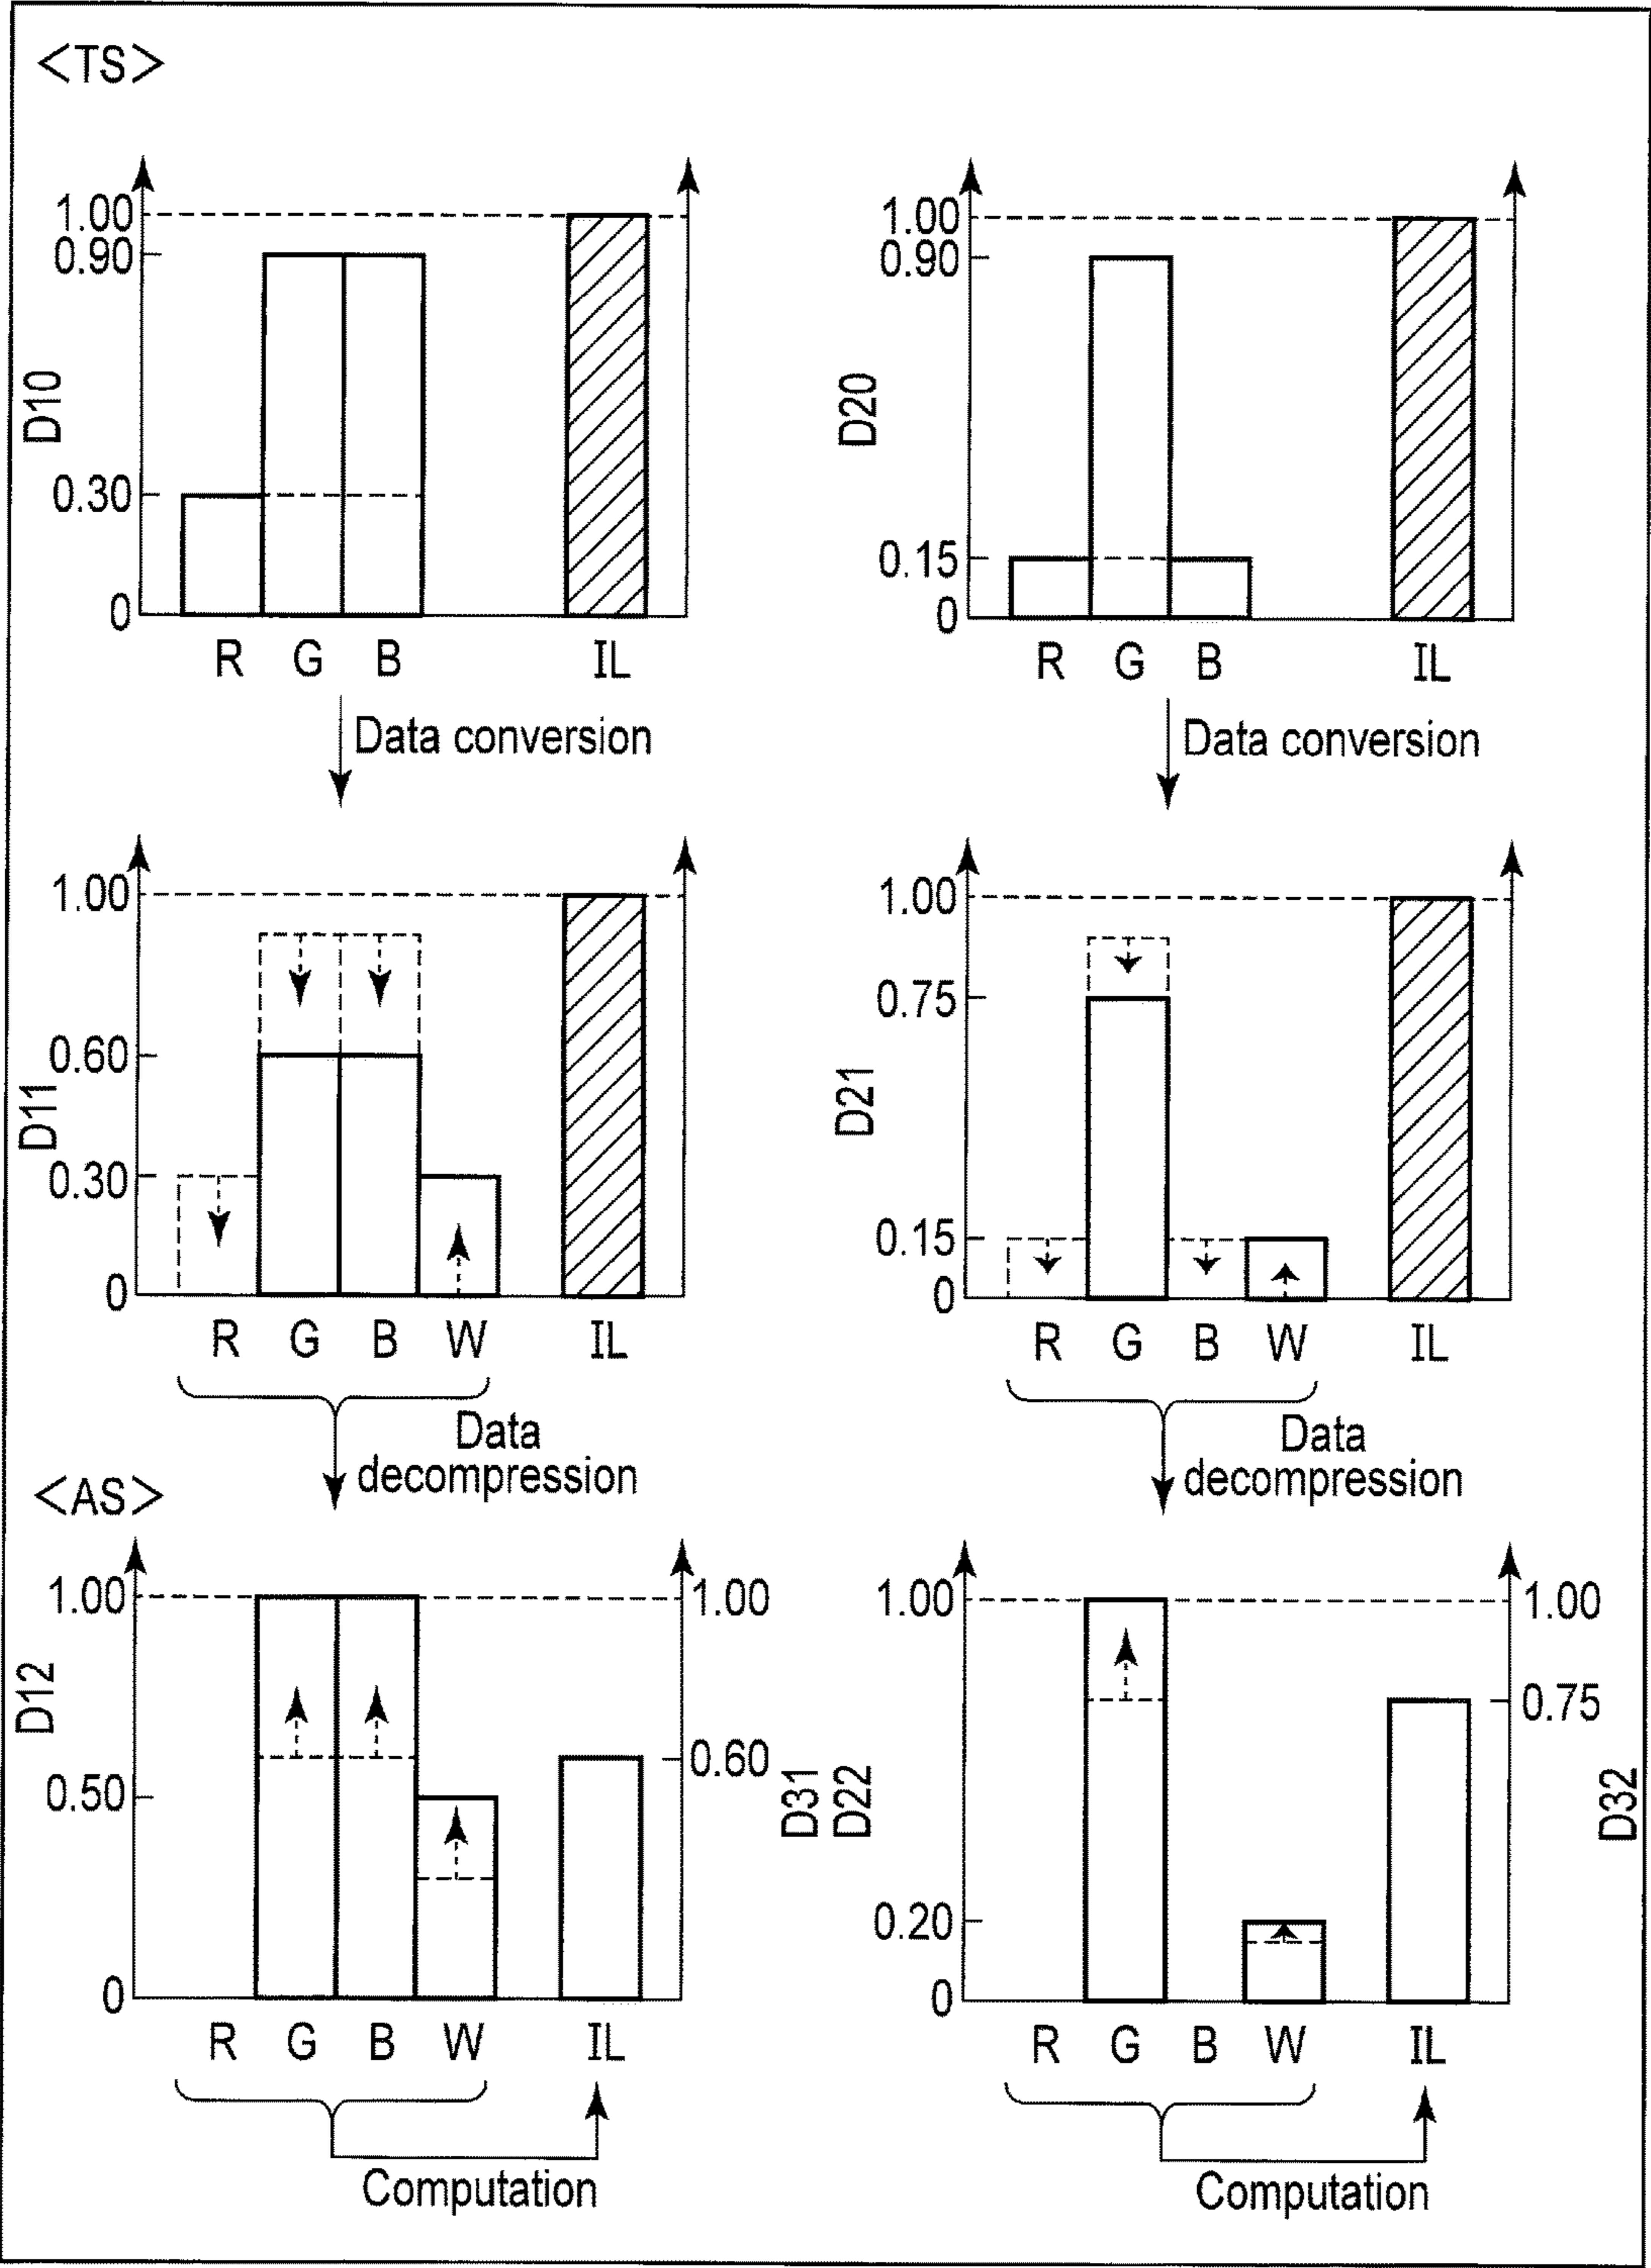 <TS>
1.00
0.90
D10
0.30
0
R G B IL
Data conversion
1.00
0.90
D20
0.15
0
R G B IL
Data conversion
1.00
0.60
D11
0.30
0
R G B W IL
Data
decompression
1.00
0.75
D21
0.15
0
R G B W IL
Data
decompression
<AS>
1.00
D12
0.50
0
1.00
0.60
D31
R G B W IL
Computation
1.00
D22
0.20
0
1.00
0.75
D32
R G B W IL
Computation